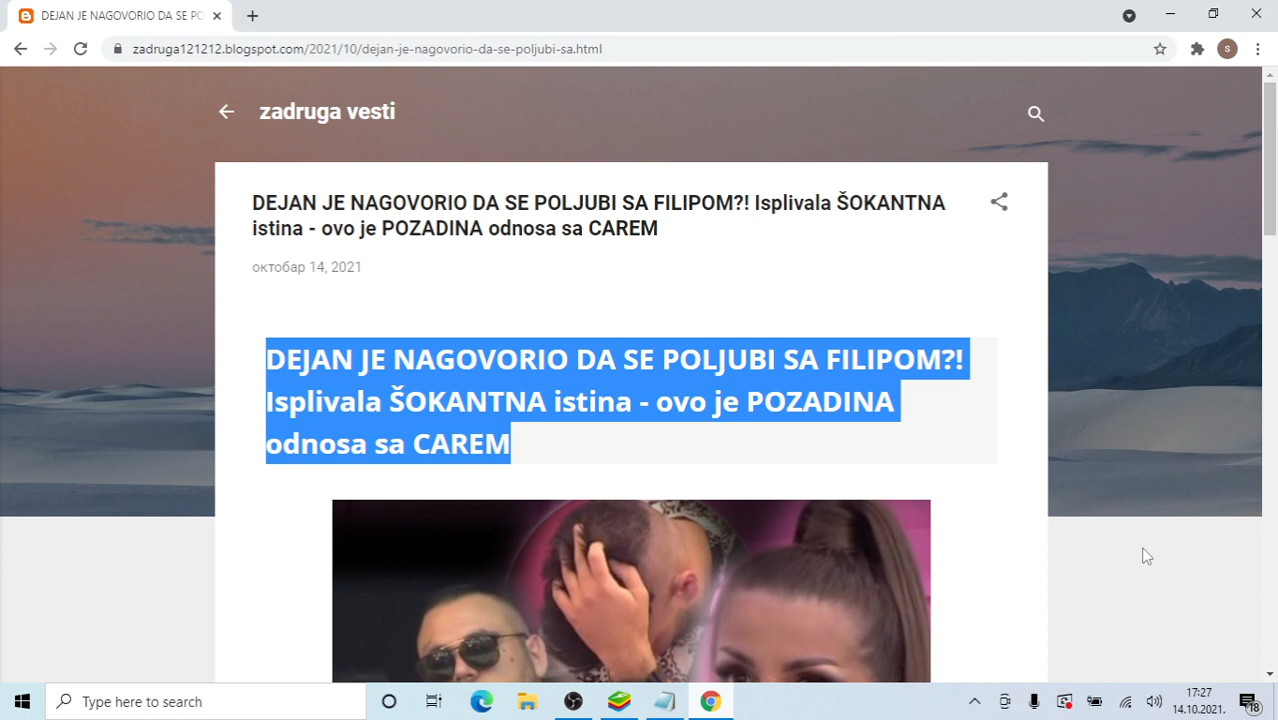 DEJAN JE NAGOVORIO DA SE PO
zadruga121212.blogspot.com/2021/10/dejan-je-nagovorio-da-se-poljubi-sa.html
S
zadruga vesti
DEJAN JE NAGOVORIO DA SE POLJUBI SA FILIPOM?! Isplivala ŠOKANTNA
istina - ovo je POZADINA odnosa sa CAREM
октобар 14, 2021
DEJAN JE NAGOVORIO DA SE POLJUBI SA FILIPOM?!
Isplivala ŠOKANTNA istina - ovo je POZADINA
odnosa sa CAREM
Type here to search
17:27
14.10.2021.
18